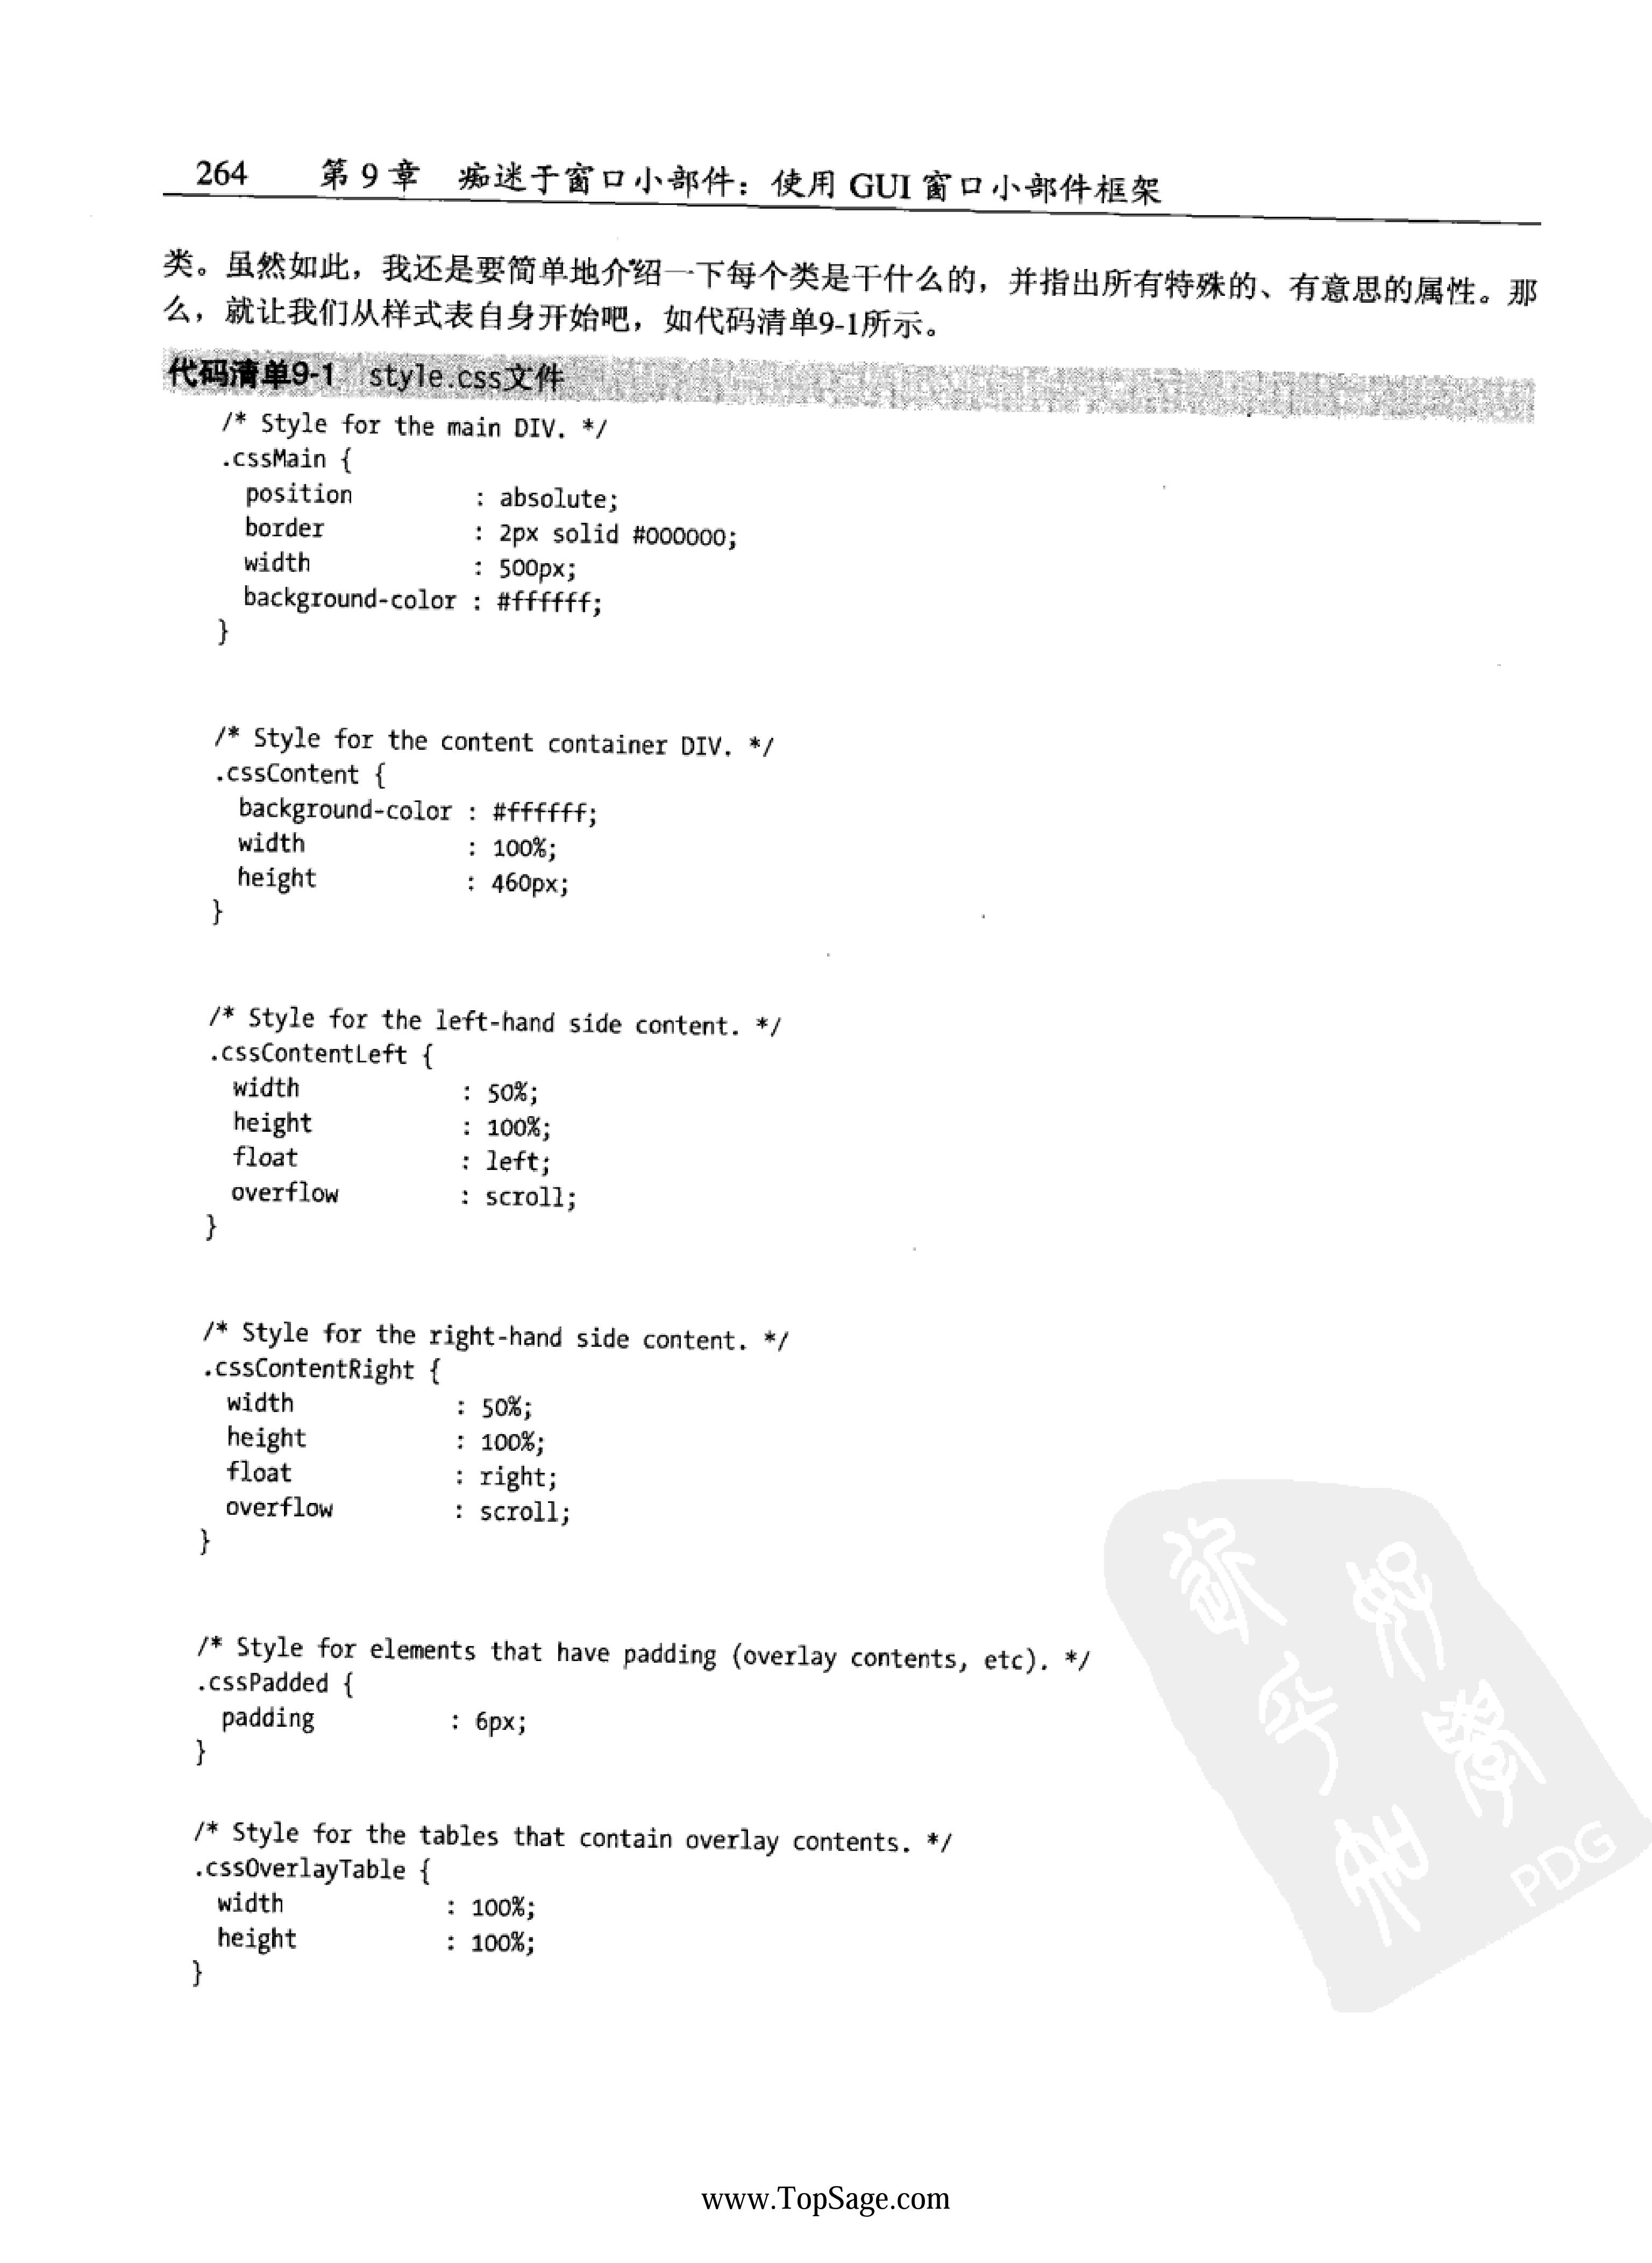 264 第 9 章 痴迷于窗口小部件：使用 GUI 窗口小部件框架
类。虽然如此，我还是要简单地介绍一下每个类是干什么的，并指出所有特殊的、有意思的属性。那
么，就让我们从样式表自身开始吧，如代码清单9-1所示。
代码清单9-1 style.css文件
/* Style for the main DIV. */
.cssMain {
  position         : absolute;
  border           : 2px solid #000000;
  width            : 500px;
  background-color : #ffffff;
}
/* Style for the content container DIV. */
.cssContent {
  background-color : #ffffff;
  width            : 100%;
  height           : 460px;
}
/* Style for the left-hand side content. */
.cssContentLeft {
  width            : 50%;
  height           : 100%;
  float            : left;
  overflow         : scroll;
}
/* Style for the right-hand side content. */
.cssContentRight {
  width            : 50%;
  height           : 100%;
  float            : right;
  overflow         : scroll;
}
/* Style for elements that have padding (overlay contents, etc). */
.cssPadded {
  padding          : 6px;
}
/* Style for the tables that contain overlay contents. */
.cssOverlayTable {
  width            : 100%;
  height           : 100%;
}
PDG
www.TopSage.com